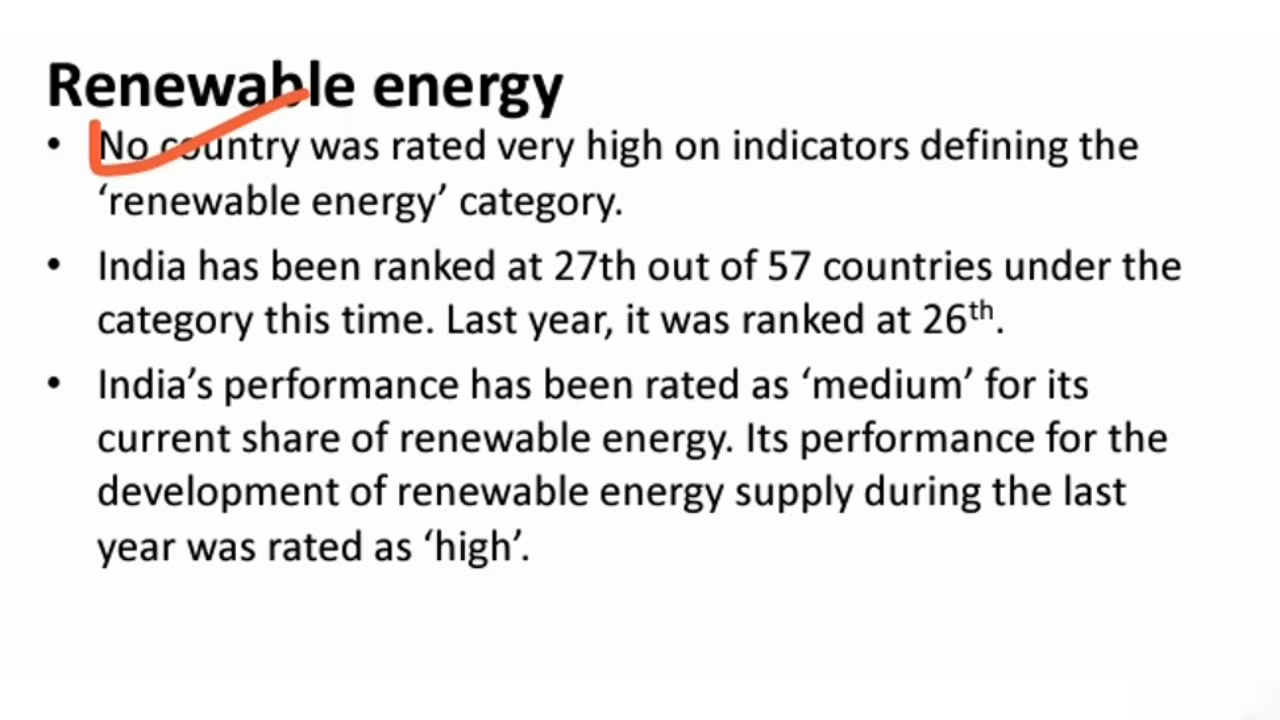 Renewable energy
• No country was rated very high on indicators defining the
‘renewable energy’ category.
• India has been ranked at 27th out of 57 countries under the
category this time. Last year, it was ranked at 26th.
• India’s performance has been rated as ‘medium’ for its
current share of renewable energy. Its performance for the
development of renewable energy supply during the last
year was rated as ‘high’.